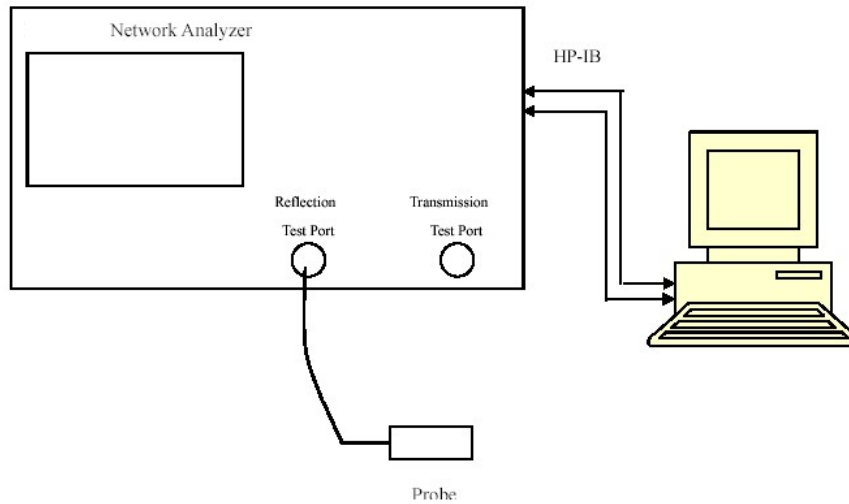 Network Analyzer
HP-IB
Reflection
Test Port
Transmission
Test Port
Probe